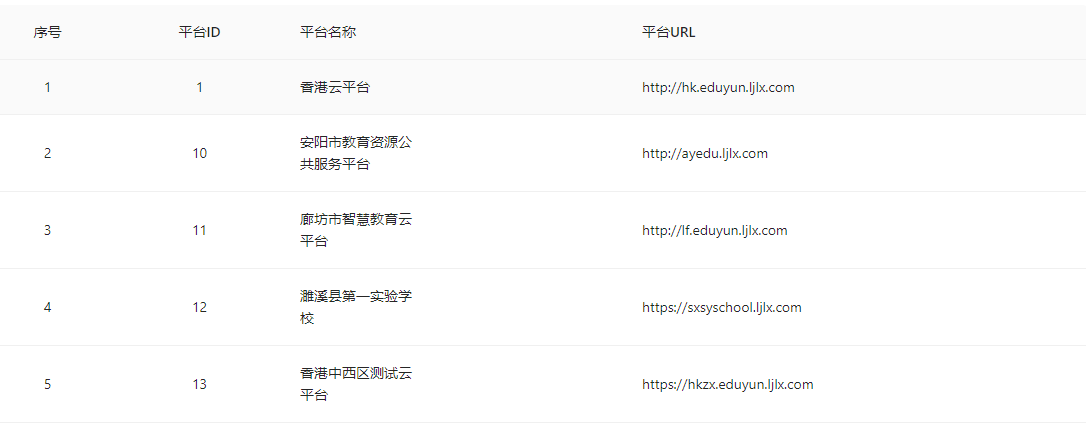 序号 平台ID 平台名称 平台URL
1 1 香港云平台 http://hk.eduyun.ljlx.com
2 10 安阳市教育资源公 http://ayedu.ljlx.com
共服务平台
3 11 廊坊市智慧教育云 http://lf.eduyun.ljlx.com
平台
4 12 濉溪县第一实验学 https://sxsyschool.ljlx.com
校
5 13 香港中西区测试云 https://hkzx.eduyun.ljlx.com
平台